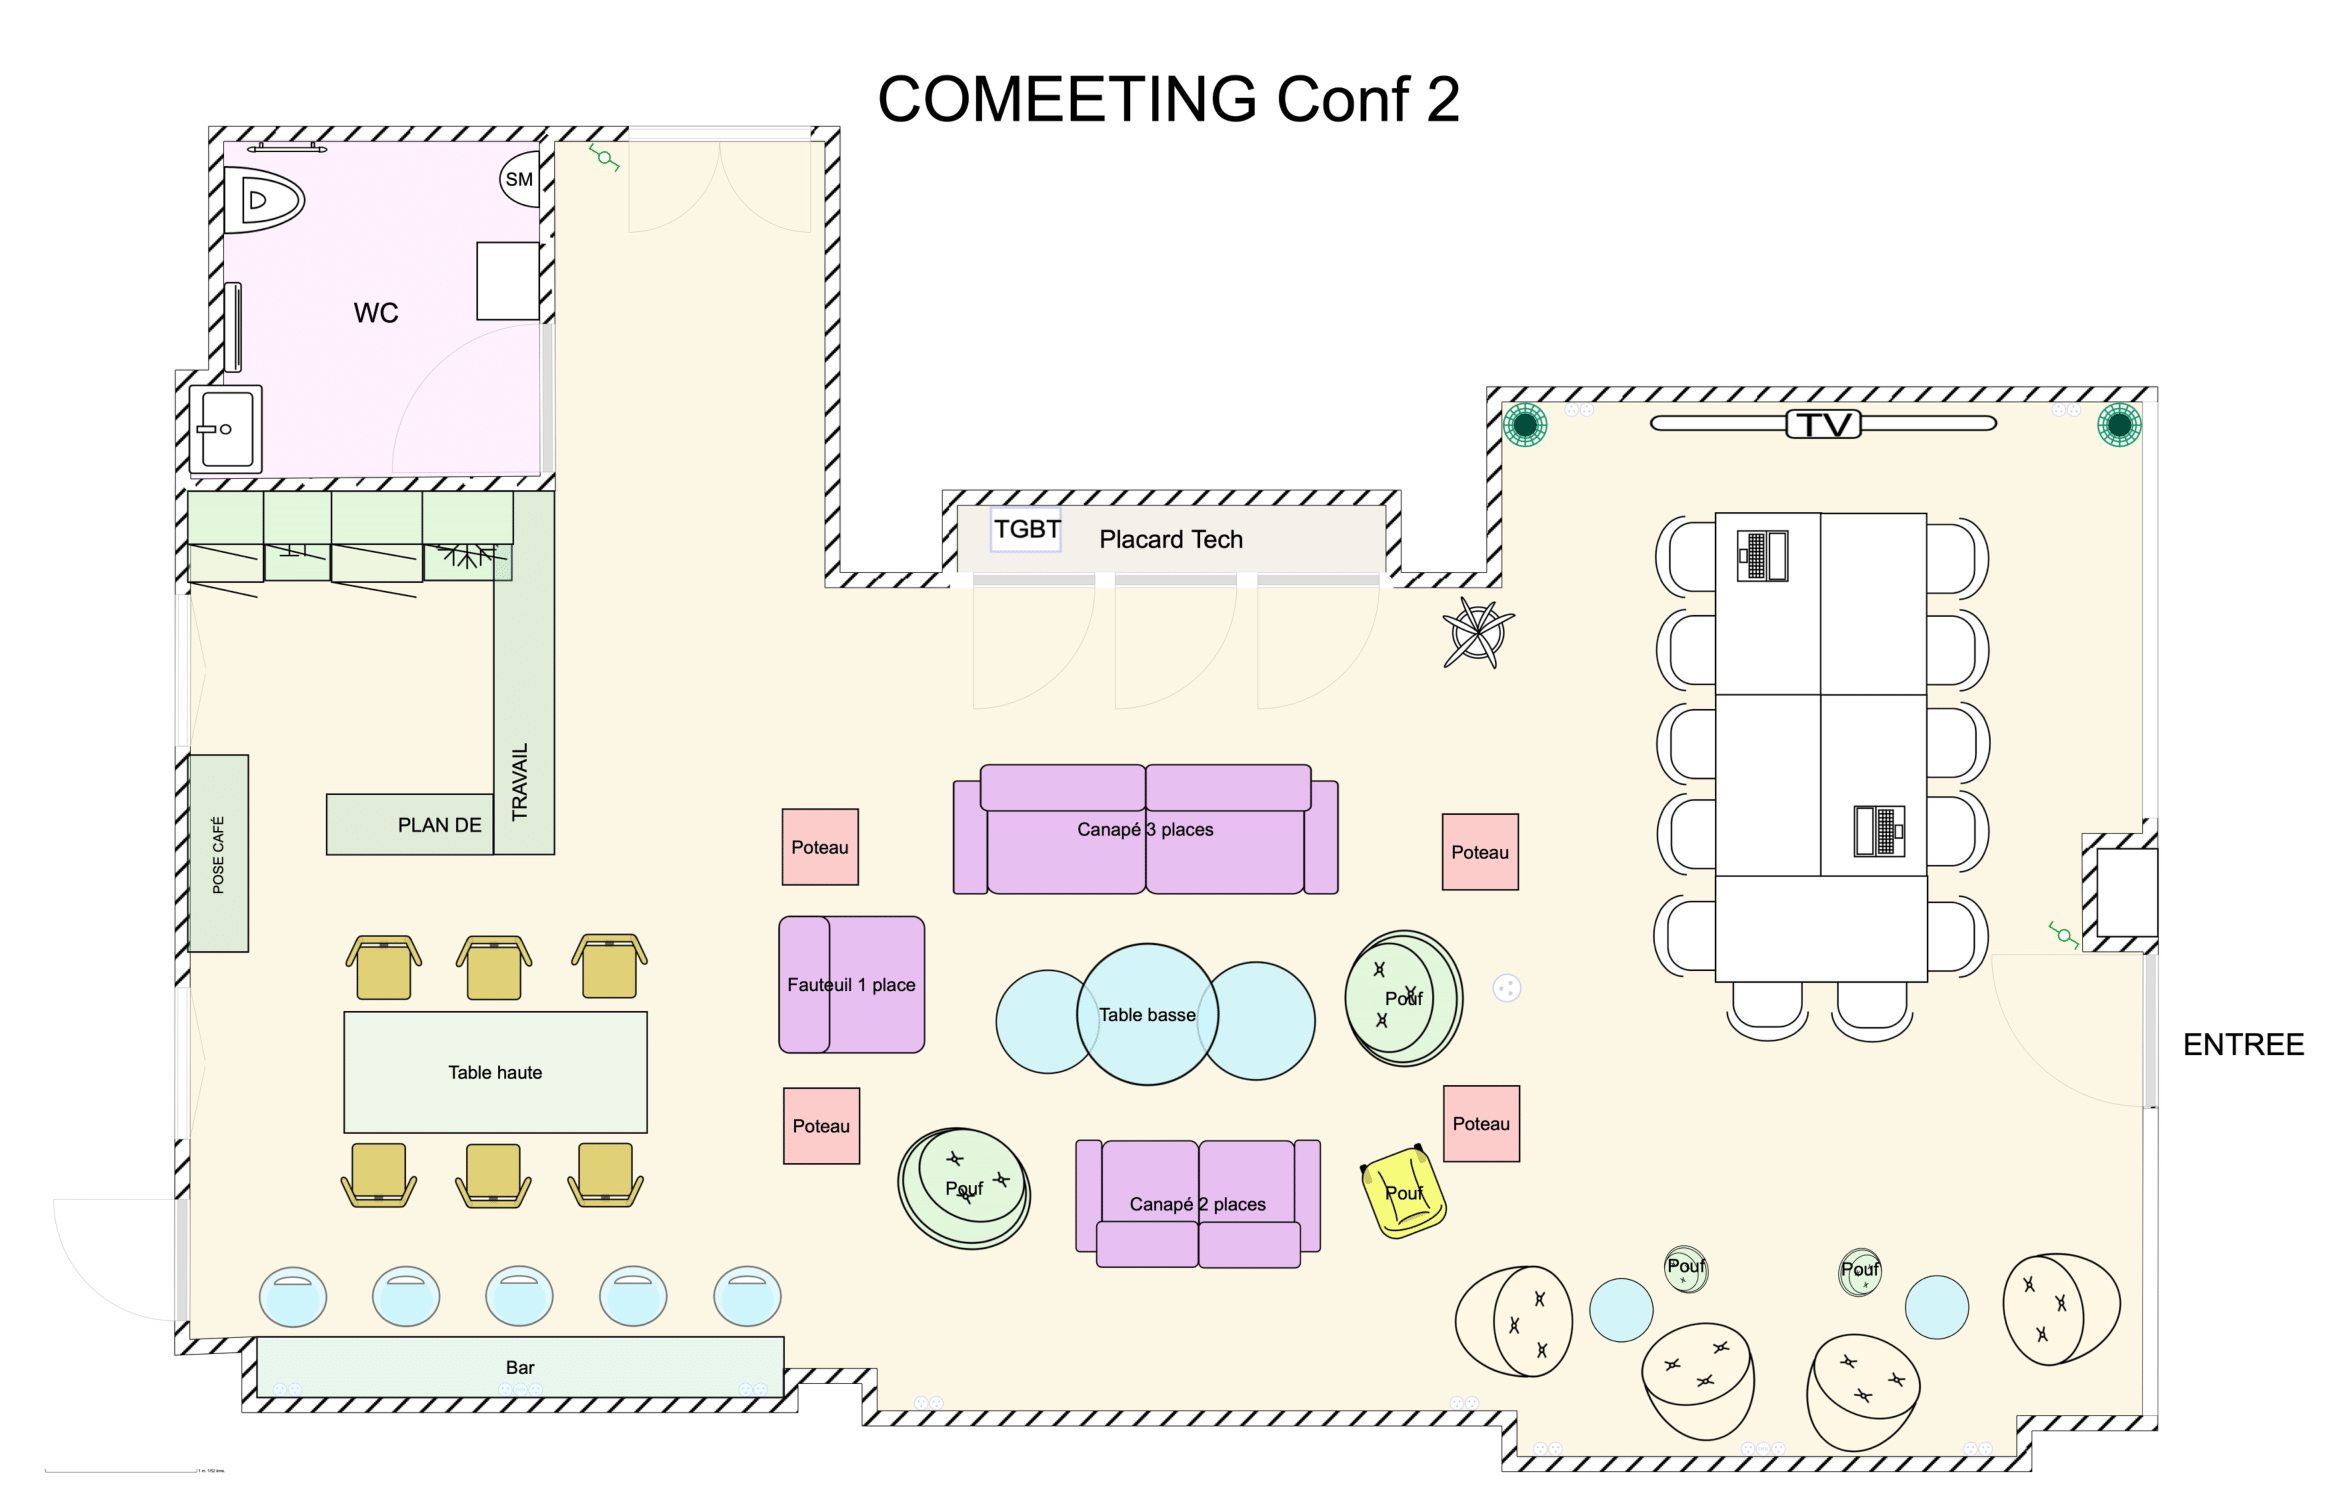 COMEETING Conf 2
SM
WC
TV
TGBT
Placard Tech
TRAVAIL
PLAN DE
POSE CAFÉ
Poteau
Canapé 3 places
Poteau
Fauteuil 1 place
Table basse
Pouf
ENTREE
Table haute
Poteau
Poteau
Pouf
Canapé 2 places
Pouf
Pouf
Pouf
Bar